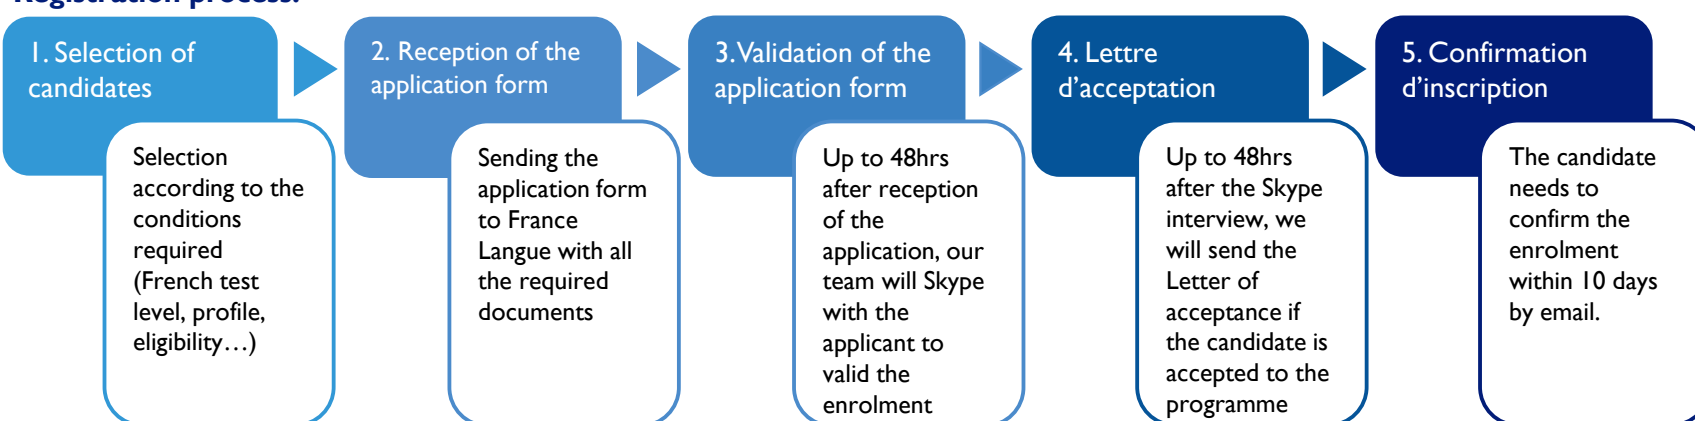 Registration process:
1. Selection of
candidates
Selection
according to the
conditions
required
(French test
level, profile,
eligibility…)
2. Reception of the
application form
Sending the
application form
to France
Langue with all
the required
documents
3. Validation of the
application form
Up to 48hrs
after reception
of the
application, our
team will Skype
with the
applicant to
valid the
enrolment
4. Lettre
d’acceptation
Up to 48hrs
after the Skype
interview, we
will send the
Letter of
acceptance if
the candidate is
accepted to the
programme
5. Confirmation
d’inscription
The candidate
needs to
confirm the
enrolment
within 10 days
by email.